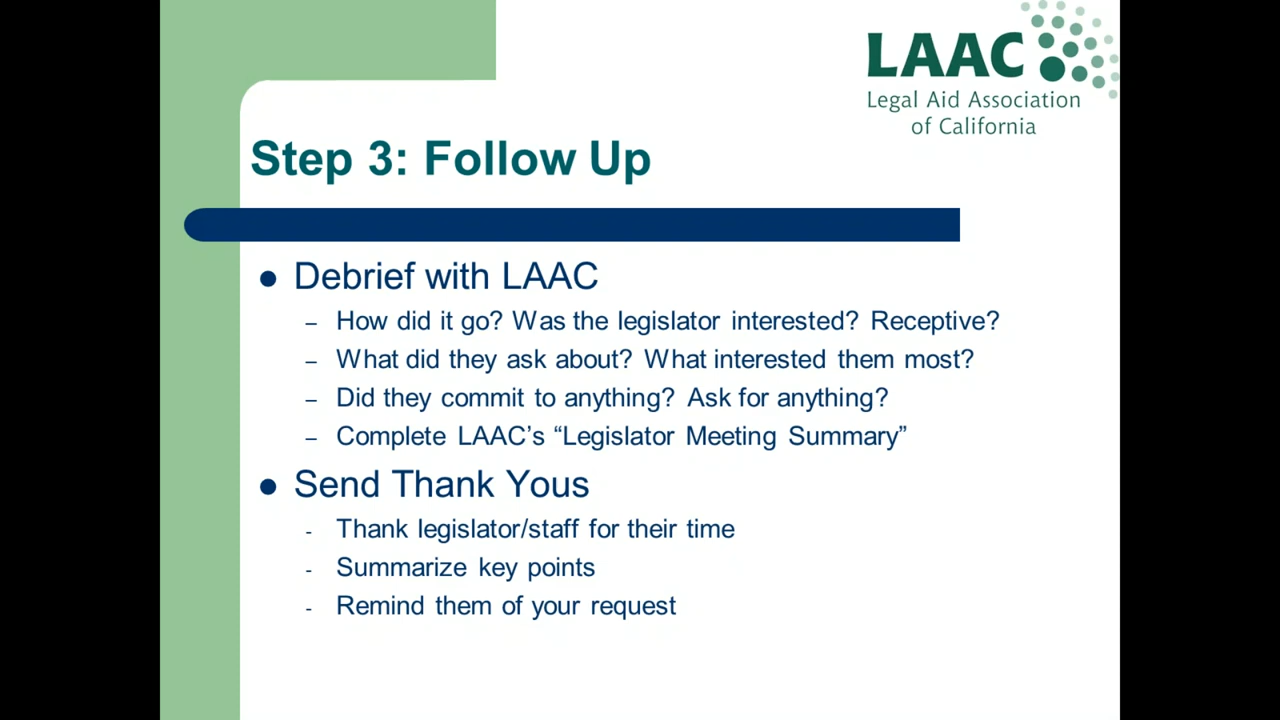 LAAC
Legal Aid Association
of California
Step 3: Follow Up
● Debrief with LAAC
– How did it go? Was the legislator interested? Receptive?
– What did they ask about? What interested them most?
– Did they commit to anything? Ask for anything?
– Complete LAAC’s “Legislator Meeting Summary”
● Send Thank Yous
- Thank legislator/staff for their time
- Summarize key points
- Remind them of your request